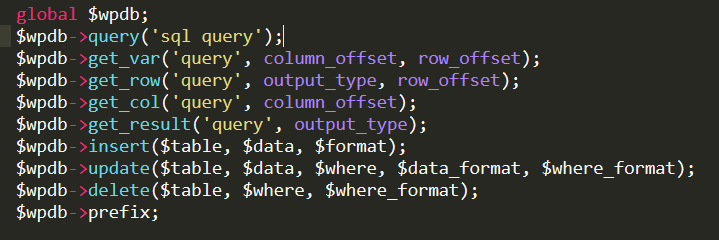 global $wpdb;
$wpdb->query('sql query');
$wpdb->get_var('query', column_offset, row_offset);
$wpdb->get_row('query', output_type, row_offset);
$wpdb->get_col('query', column_offset);
$wpdb->get_result('query', output_type);
$wpdb->insert($table, $data, $format);
$wpdb->update($table, $data, $where, $data_format, $where_format);
$wpdb->delete($table, $where, $where_format);
$wpdb->prefix;